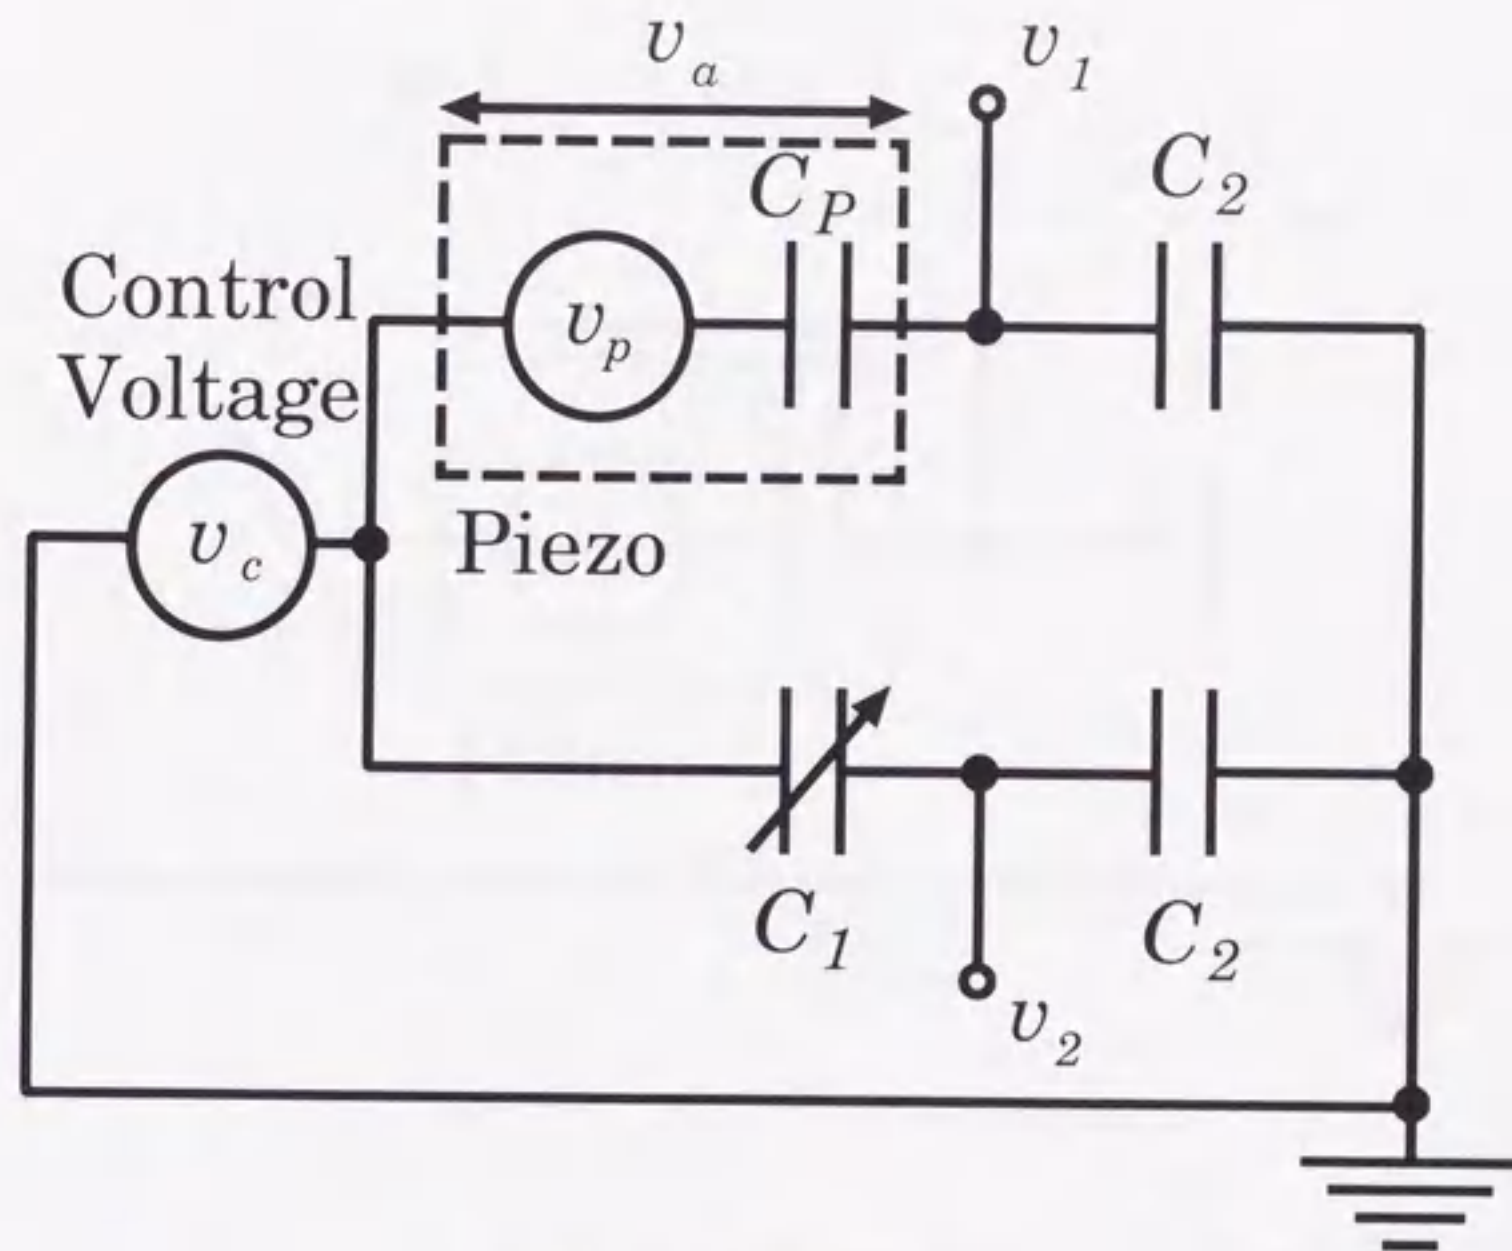 v_a
v_1
C_P
C_2
Control
Voltage
v_p
v_c
Piezo
C_1
C_2
v_2